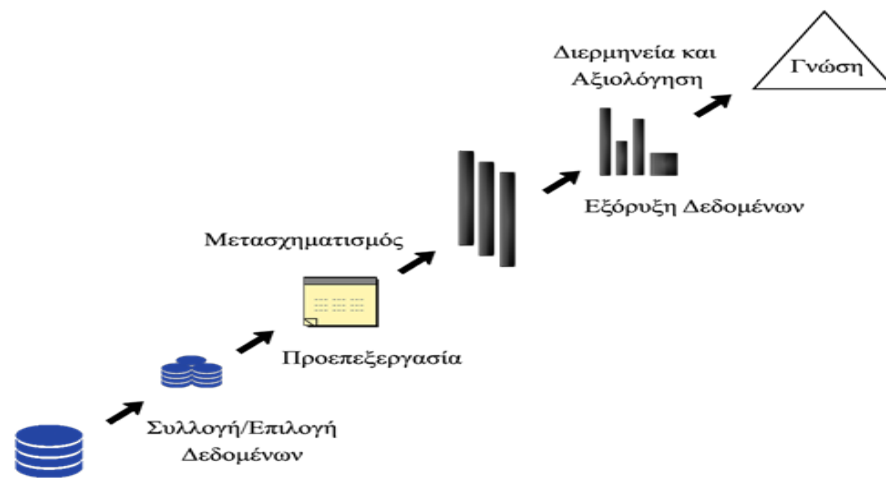 Διερμηνεία και
Αξιολόγηση
Γνώση
Εξόρυξη Δεδομένων
Μετασχηματισμός
Προεπεξεργασία
Συλλογή/Επιλογή
Δεδομένων